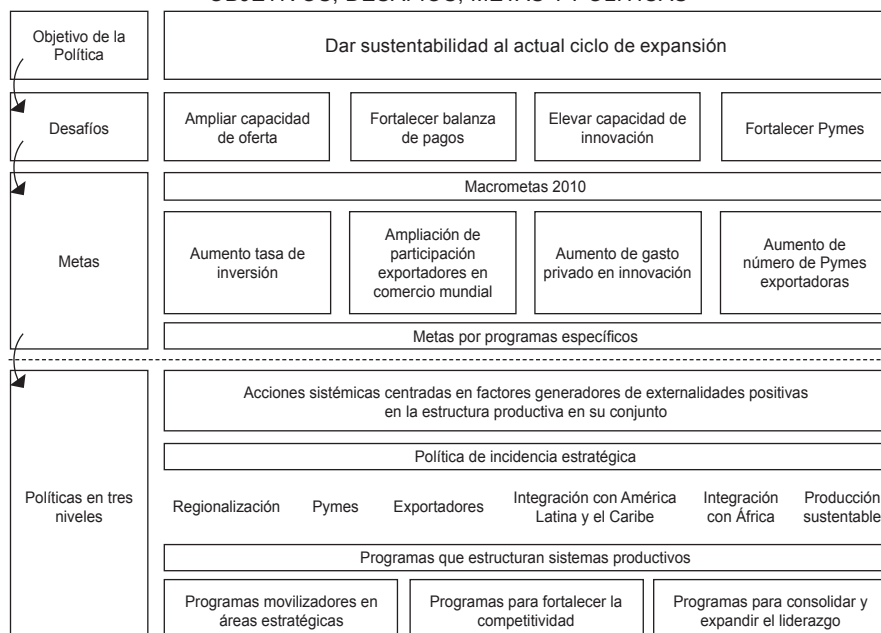 OBJETIVOS, DESAFÍOS, METAS Y POLÍTICAS
Objetivo de la
Política
Dar sustentabilidad al actual ciclo de expansión
Desafíos
Ampliar capacidad
de oferta
Fortalecer balanza
de pagos
Elevar capacidad de
innovación
Fortalecer Pymes
Metas
Macrometas 2010
Aumento tasa de
inversión
Ampliación de
participación
exportadores en
comercio mundial
Aumento de gasto
privado en innovación
Aumento de
número de Pymes
exportadoras
Metas por programas específicos
Políticas en tres
niveles
Acciones sistémicas centradas en factores generadores de externalidades positivas
en la estructura productiva en su conjunto
Política de incidencia estratégica
Regionalización
Pymes
Exportadores
Integración con América
Latina y el Caribe
Integración
con África
Producción
sustentable
Programas que estructuran sistemas productivos
Programas movilizadores en
áreas estratégicas
Programas para fortalecer la
competitividad
Programas para consolidar y
expandir el liderazgo